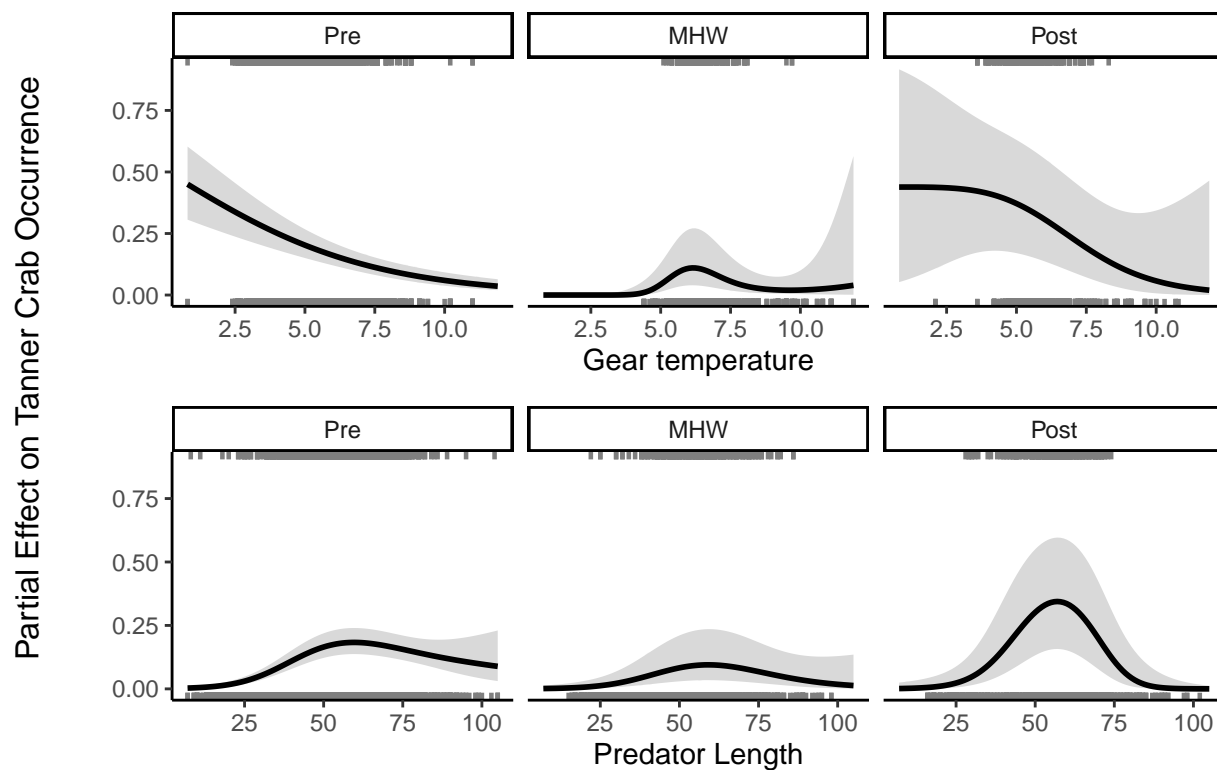 Partial Effect on Tanner Crab Occurrence
Pre
MHW
Post
0.75
0.50
0.25
0.00
2.5 5.0 7.5 10.0
2.5 5.0 7.5 10.0
2.5 5.0 7.5 10.0
Gear temperature
Pre
MHW
Post
0.75
0.50
0.25
0.00
25 50 75 100
25 50 75 100
25 50 75 100
Predator Length